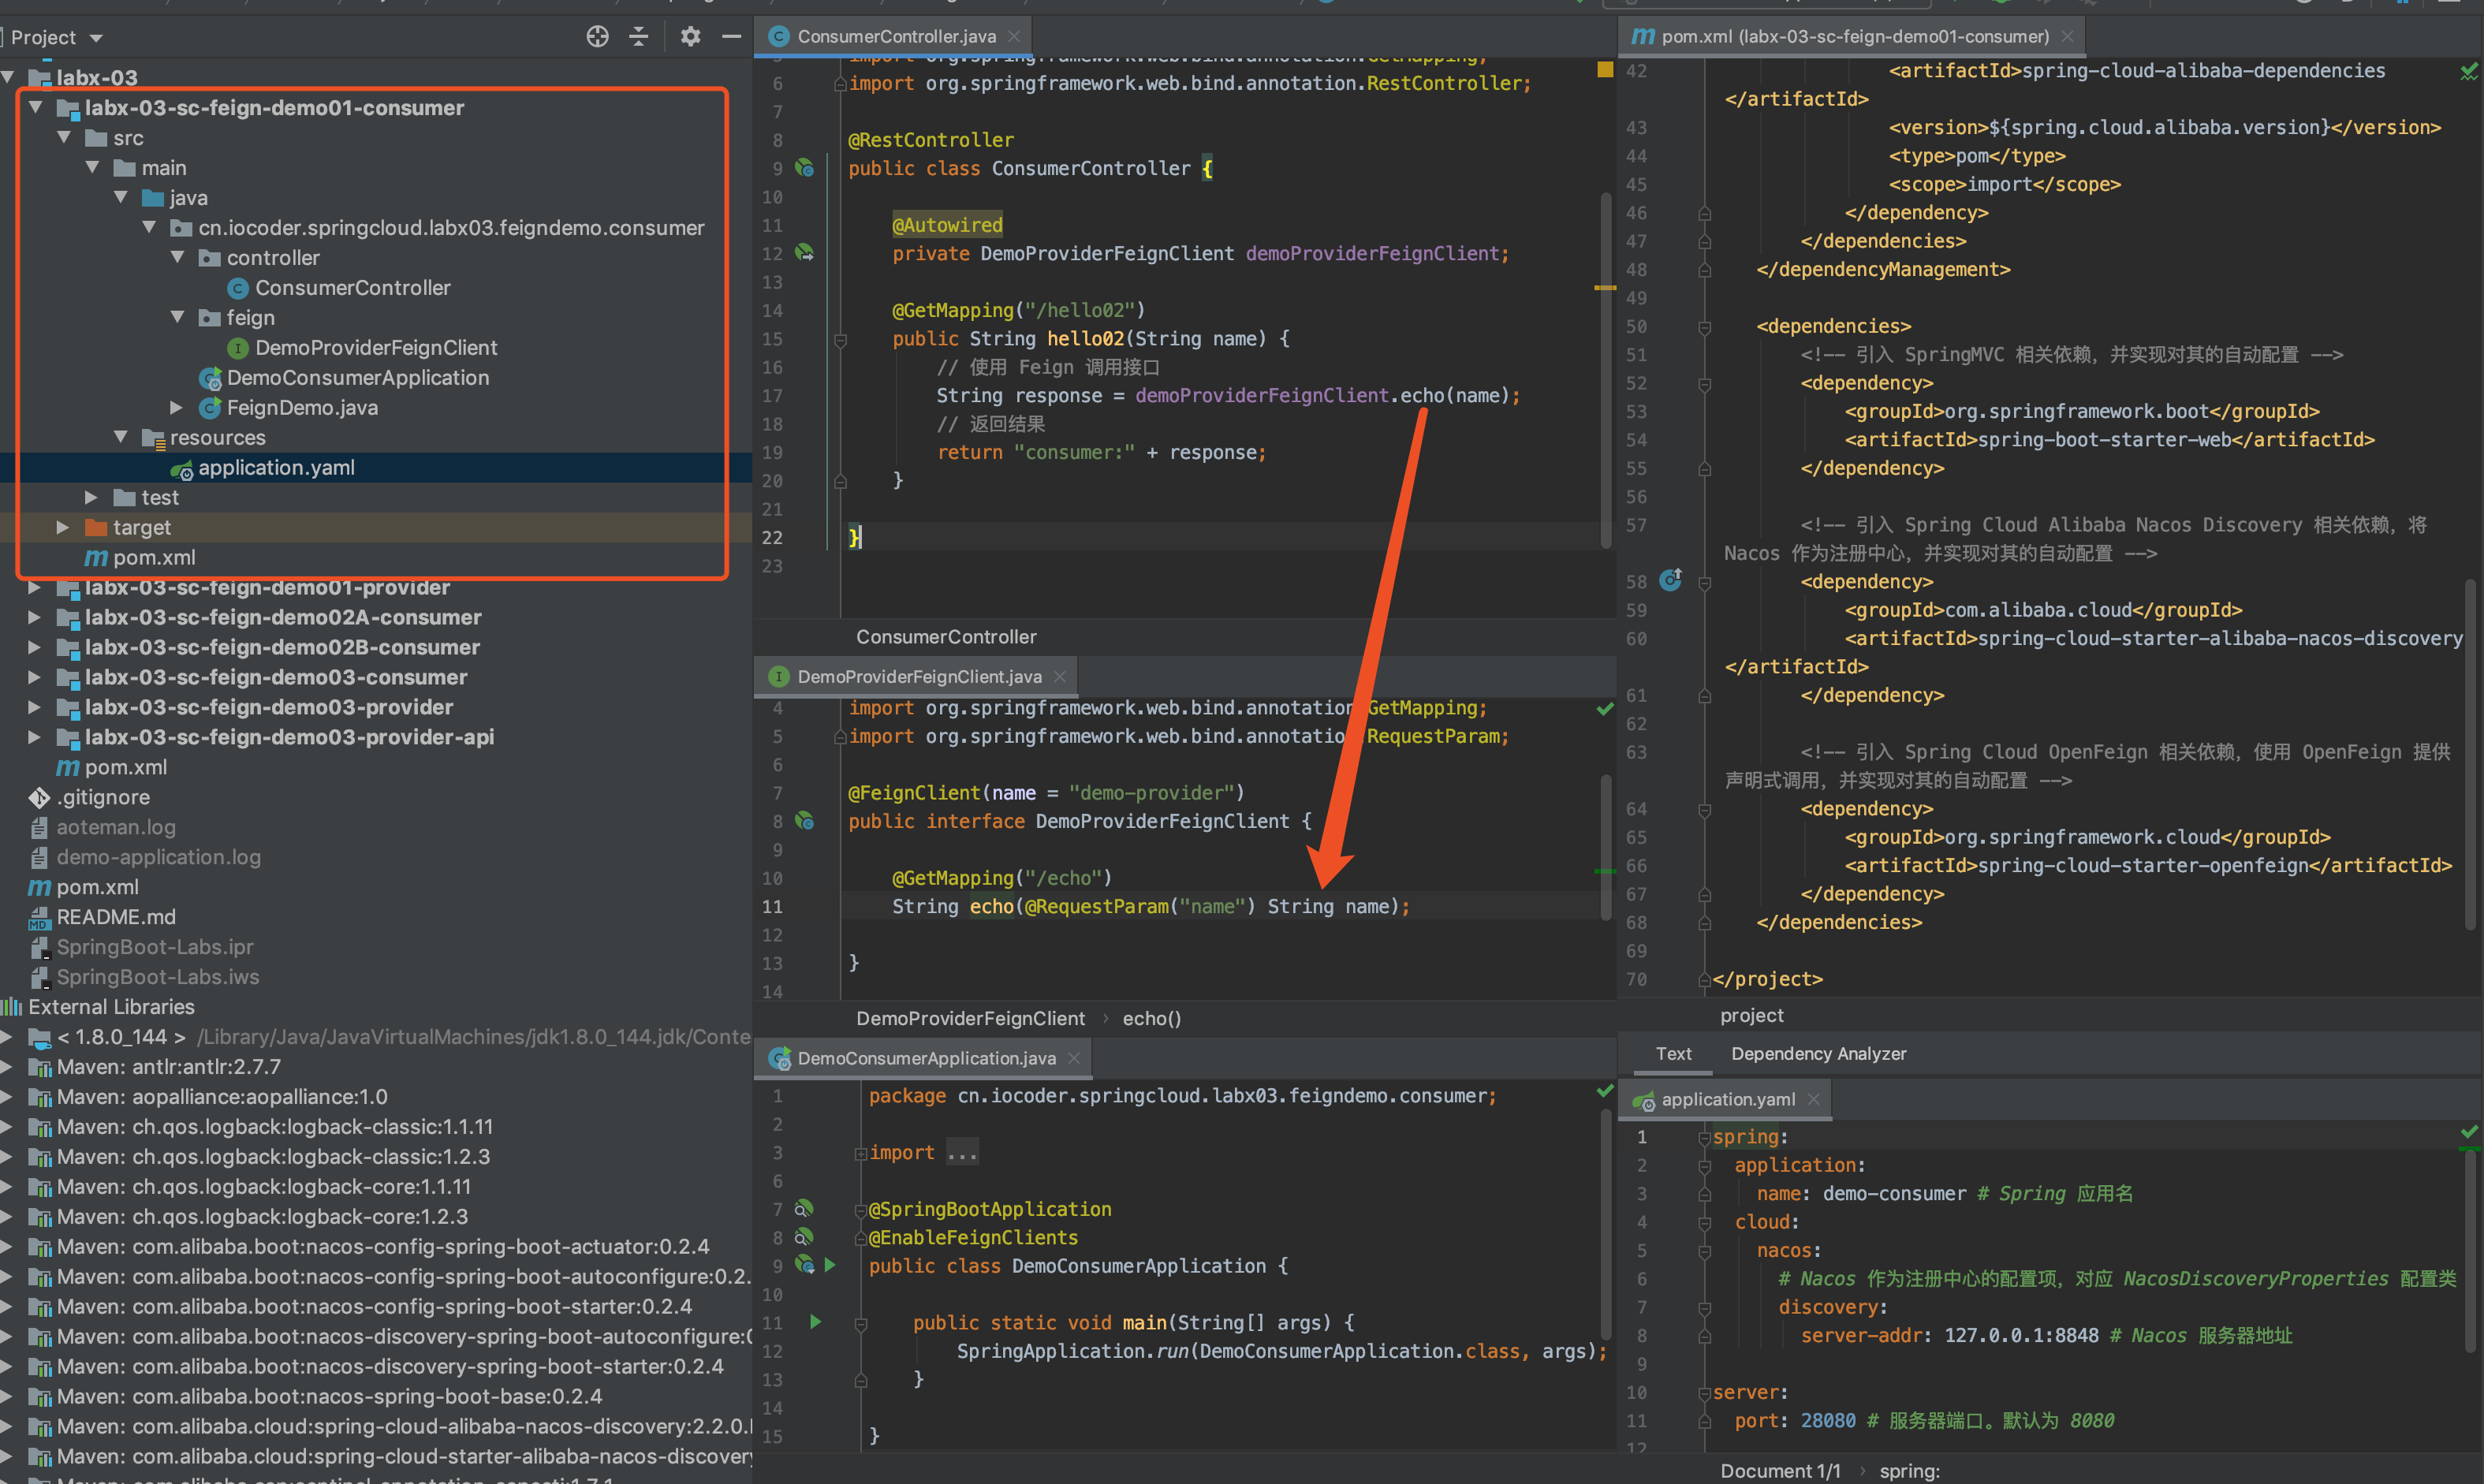 Project
labx-03
labx-03-sc-feign-demo01-consumer
src
main
java
cn.iocoder.springcloud.labx03.feigndemo.consumer
controller
ConsumerController
feign
DemoProviderFeignClient
DemoConsumerApplication
FeignDemo.java
resources
application.yaml
test
target
pom.xml
labx-03-sc-feign-demo01-provider
labx-03-sc-feign-demo02A-consumer
labx-03-sc-feign-demo02B-consumer
labx-03-sc-feign-demo03-consumer
labx-03-sc-feign-demo03-provider
labx-03-sc-feign-demo03-provider-api
pom.xml
.gitignore
aoteman.log
demo-application.log
pom.xml
README.md
SpringBoot-Labs.ipr
SpringBoot-Labs.iws
External Libraries
< 1.8.0_144 > /Library/Java/JavaVirtualMachines/jdk1.8.0_144.jdk/Conte
Maven: antlr:antlr:2.7.7
Maven: aopalliance:aopalliance:1.0
Maven: ch.qos.logback:logback-classic:1.1.11
Maven: ch.qos.logback:logback-classic:1.2.3
Maven: ch.qos.logback:logback-core:1.1.11
Maven: ch.qos.logback:logback-core:1.2.3
Maven: com.alibaba.boot:nacos-config-spring-boot-actuator:0.2.4
Maven: com.alibaba.boot:nacos-config-spring-boot-autoconfigure:0.2.
Maven: com.alibaba.boot:nacos-config-spring-boot-starter:0.2.4
Maven: com.alibaba.boot:nacos-discovery-spring-boot-autoconfigure:0
Maven: com.alibaba.boot:nacos-discovery-spring-boot-starter:0.2.4
Maven: com.alibaba.boot:nacos-spring-boot-base:0.2.4
Maven: com.alibaba.cloud:spring-cloud-alibaba-nacos-discovery:2.2.0.
Maven: com.alibaba.cloud:spring-cloud-starter-alibaba-nacos-discovery
ConsumerController.java
5 import org.springframework.web.bind.annotation.GetMapping;
6 import org.springframework.web.bind.annotation.RestController;
7
8 @RestController
9 public class ConsumerController {
10
11 @Autowired
12 private DemoProviderFeignClient demoProviderFeignClient;
13
14 @GetMapping("/hello02")
15 public String hello02(String name) {
16 // 使用 Feign 调用接口
17 String response = demoProviderFeignClient.echo(name);
18 // 返回结果
19 return "consumer:" + response;
20 }
21
22 }
23
ConsumerController
DemoProviderFeignClient.java
4 import org.springframework.web.bind.annotation GetMapping;
5 import org.springframework.web.bind.annotatio RequestParam;
6
7 @FeignClient(name = "demo-provider")
8 public interface DemoProviderFeignClient {
9
10 @GetMapping("/echo")
11 String echo(@RequestParam("name") String name);
12
13 }
14
DemoProviderFeignClient › echo()
DemoConsumerApplication.java
1 package cn.iocoder.springcloud.labx03.feigndemo.consumer;
2
3 import ...
6
7 @SpringBootApplication
8 @EnableFeignClients
9 public class DemoConsumerApplication {
10
11 public static void main(String[] args) {
12 SpringApplication.run(DemoConsumerApplication.class, args);
13 }
14
15 }
pom.xml (labx-03-sc-feign-demo01-consumer)
42 <artifactId>spring-cloud-alibaba-dependencies
</artifactId>
43 <version>${spring.cloud.alibaba.version}</version>
44 <type>pom</type>
45 <scope>import</scope>
46 </dependency>
47 </dependencies>
48 </dependencyManagement>
49
50 <dependencies>
51 <!-- 引入 SpringMVC 相关依赖，并实现对其的自动配置 -->
52 <dependency>
53 <groupId>org.springframework.boot</groupId>
54 <artifactId>spring-boot-starter-web</artifactId>
55 </dependency>
56
57 <!-- 引入 Spring Cloud Alibaba Nacos Discovery 相关依赖，将
Nacos 作为注册中心，并实现对其的自动配置 -->
58 <dependency>
59 <groupId>com.alibaba.cloud</groupId>
60 <artifactId>spring-cloud-starter-alibaba-nacos-discovery
</artifactId>
61 </dependency>
62
63 <!-- 引入 Spring Cloud OpenFeign 相关依赖，使用 OpenFeign 提供
声明式调用，并实现对其的自动配置 -->
64 <dependency>
65 <groupId>org.springframework.cloud</groupId>
66 <artifactId>spring-cloud-starter-openfeign</artifactId>
67 </dependency>
68 </dependencies>
69
70 </project>
project
Text Dependency Analyzer
application.yaml
1 spring:
2 application:
3 name: demo-consumer # Spring 应用名
4 cloud:
5 nacos:
6 # Nacos 作为注册中心的配置项，对应 NacosDiscoveryProperties 配置类
7 discovery:
8 server-addr: 127.0.0.1:8848 # Nacos 服务器地址
9
10 server:
11 port: 28080 # 服务器端口。默认为 8080
12
Document 1/1 › spring: